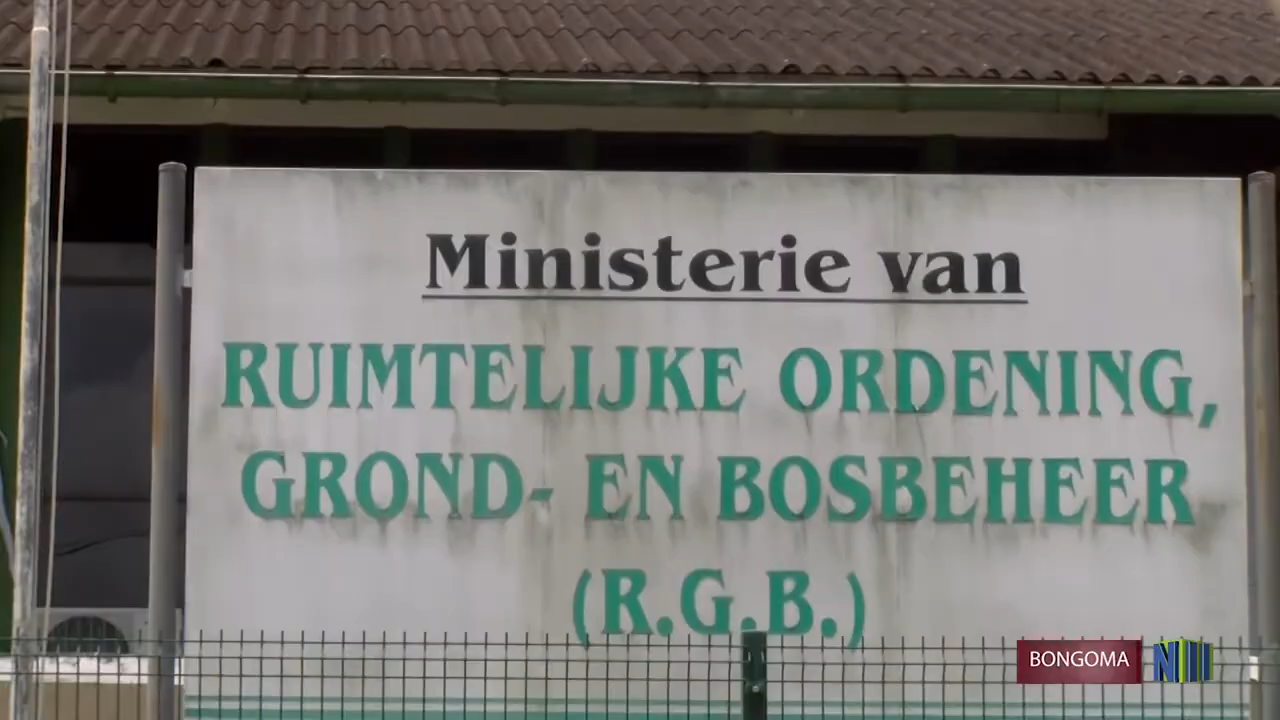 Ministerie van
RUIMTELIJKE ORDENING,
GROND- EN BOSBEHEER
(R.G.B.)
BONGOMA